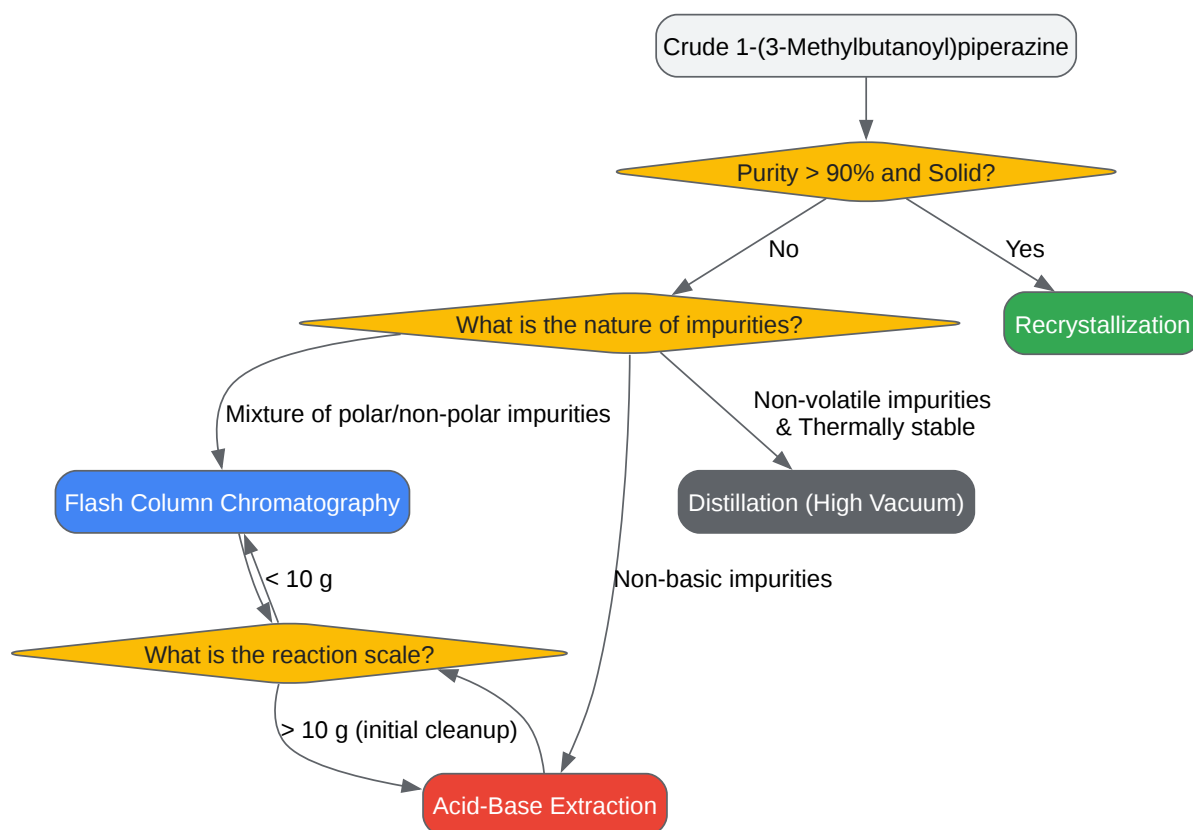 Crude 1-(3-Methylbutanoyl)piperazine
Purity > 90% and Solid?
No
Yes
What is the nature of impurities?
Recrystallization
Mixture of polar/non-polar impurities
Non-volatile impurities
& Thermally stable
Flash Column Chromatography
Distillation (High Vacuum)
< 10 g
Non-basic impurities
What is the reaction scale?
> 10 g (initial cleanup)
Acid-Base Extraction